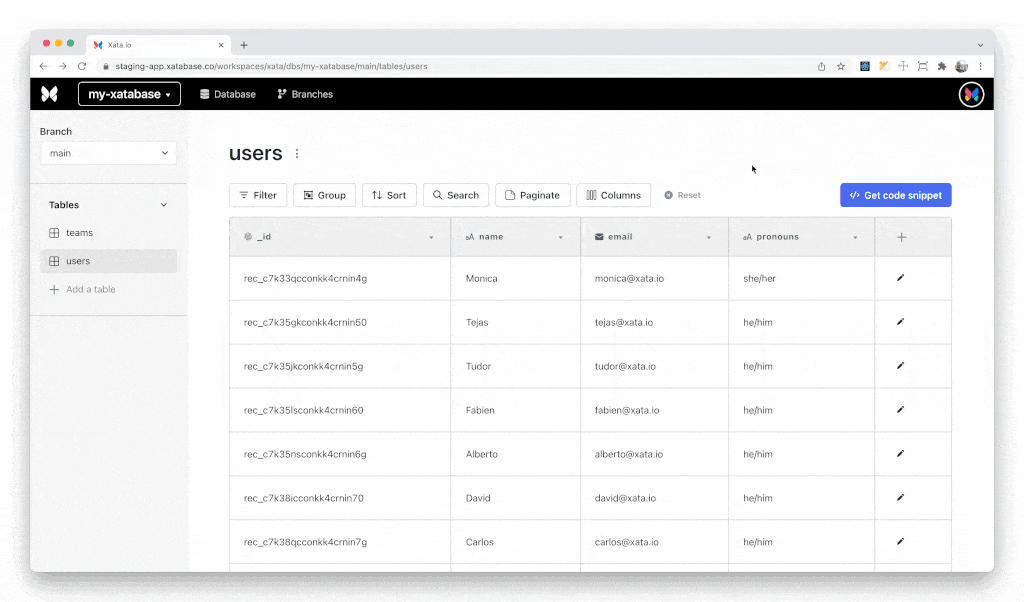 Xata.io
staging-app.xatabase.co/workspaces/xata/dbs/my-xatabase/main/tables/users
my-xatabase
Database
Branches
Branch
main
Tables
teams
users
Add a table
users
Filter
Group
Sort
Search
Paginate
Columns
Reset
Get code snippet
_id aA name email aA pronouns
rec_c7k33qcconkk4crnin4g Monica monica@xata.io she/her
rec_c7k35gkconkk4crnin50 Tejas tejas@xata.io he/him
rec_c7k35jkconkk4crnin5g Tudor tudor@xata.io he/him
rec_c7k35lsconkk4crnin60 Fabien fabien@xata.io he/him
rec_c7k35nsconkk4crnin6g Alberto alberto@xata.io he/him
rec_c7k38icconkk4crnin70 David david@xata.io he/him
rec_c7k38qcconkk4crnin7g Carlos carlos@xata.io he/him